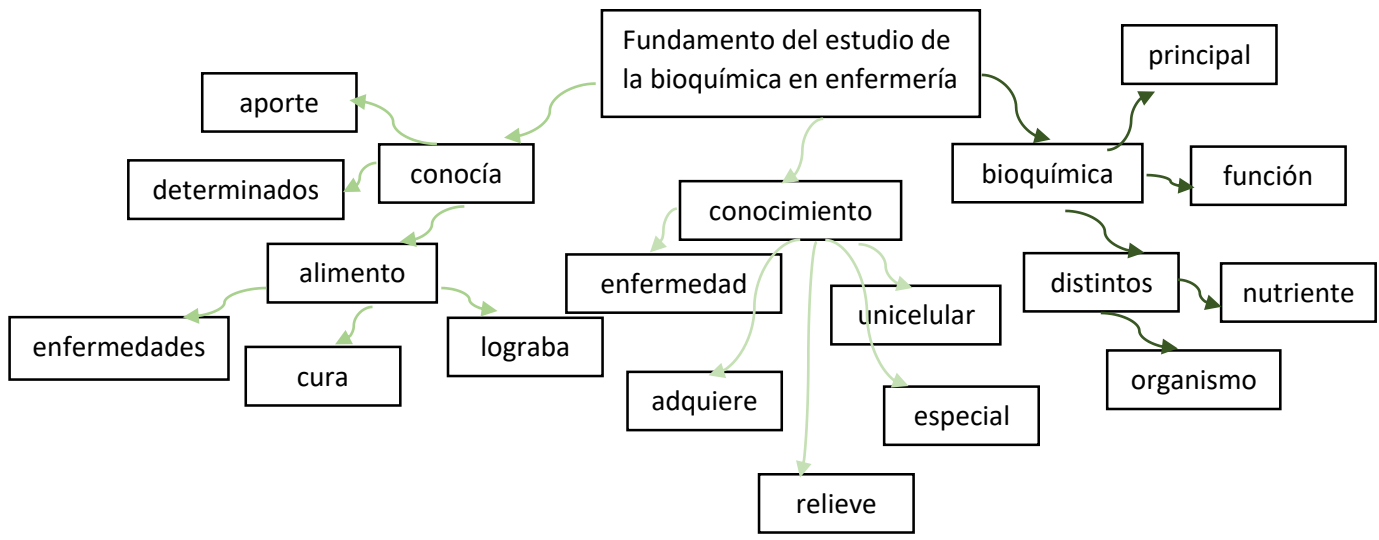 Fundamento del estudio de
la bioquímica en enfermería
principal
aporte
conocía
bioquímica
función
determinados
conocimiento
alimento
enfermedad
distintos
nutriente
unicelular
enfermedades
lograba
cura
organismo
adquiere
especial
relieve